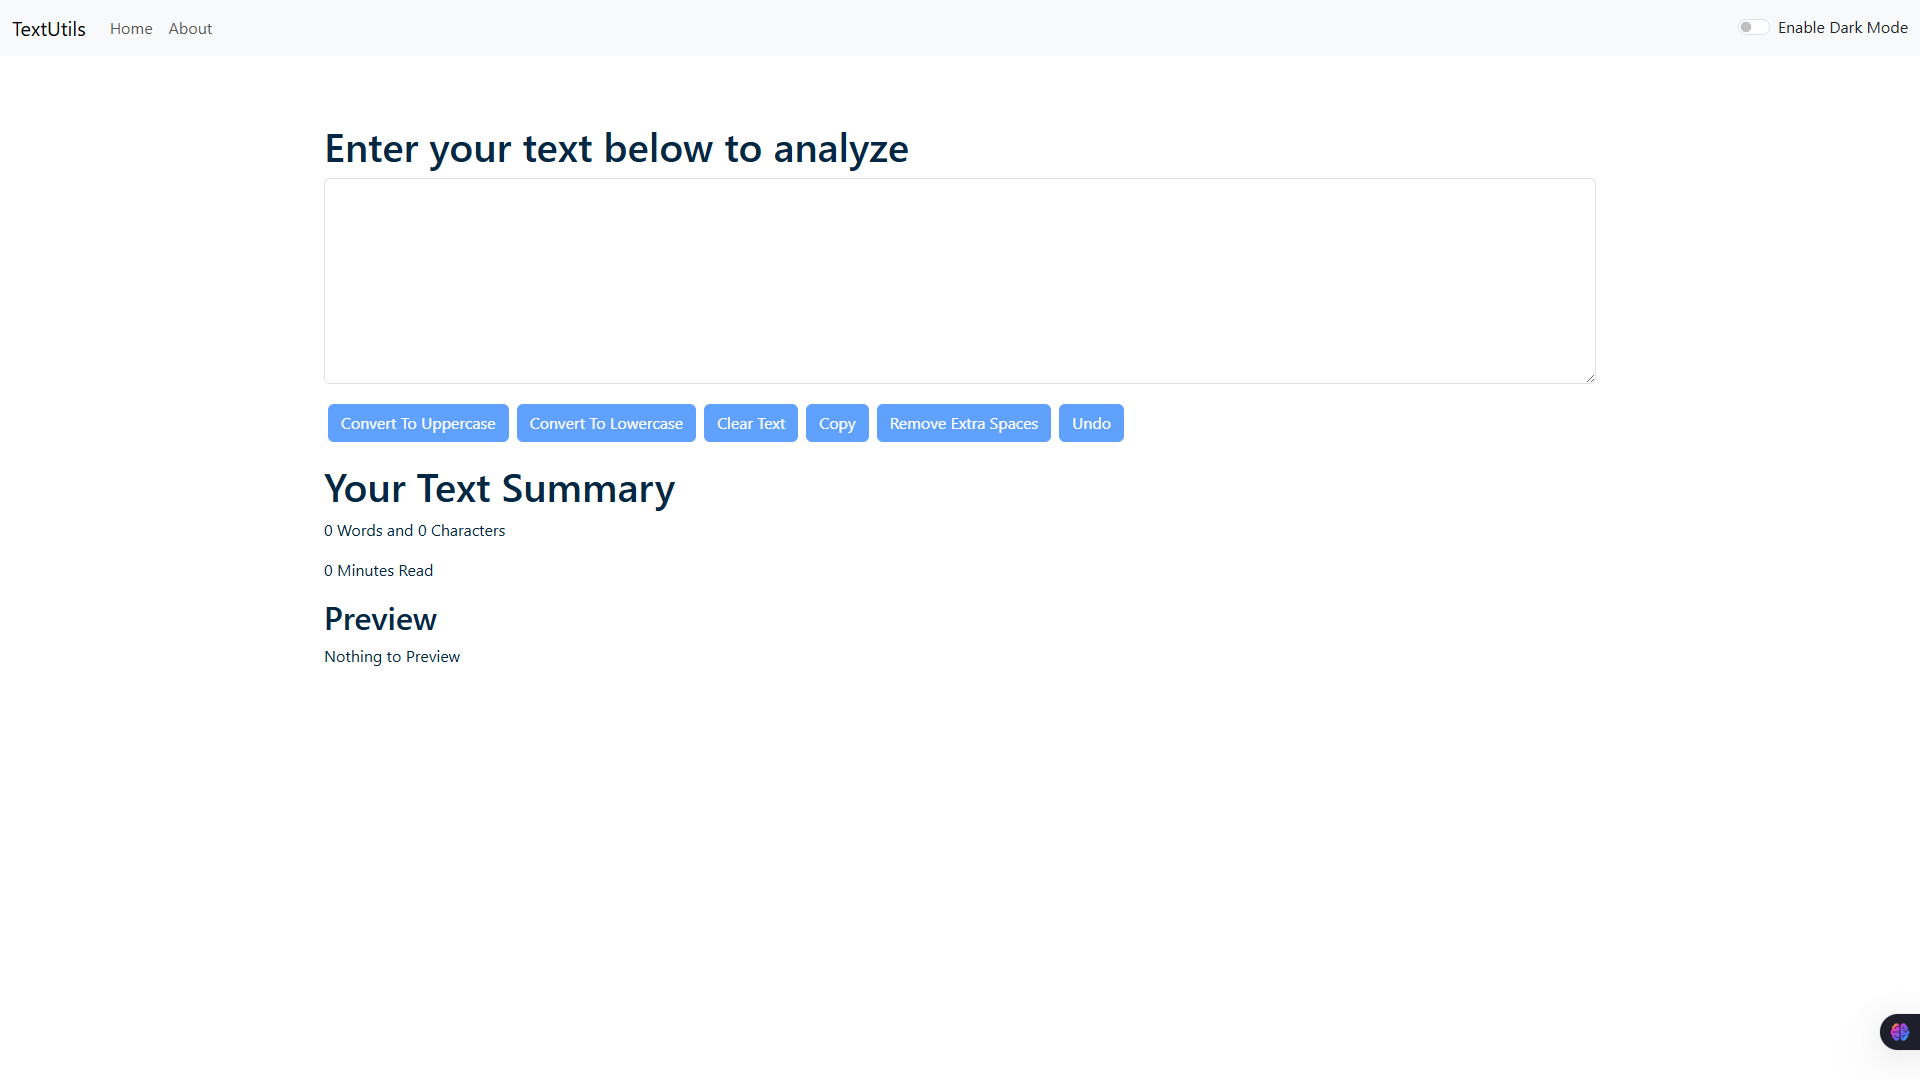 TextUtils Home About Enable Dark Mode
Enter your text below to analyze
Convert To Uppercase Convert To Lowercase Clear Text Copy Remove Extra Spaces Undo
Your Text Summary
0 Words and 0 Characters
0 Minutes Read
Preview
Nothing to Preview